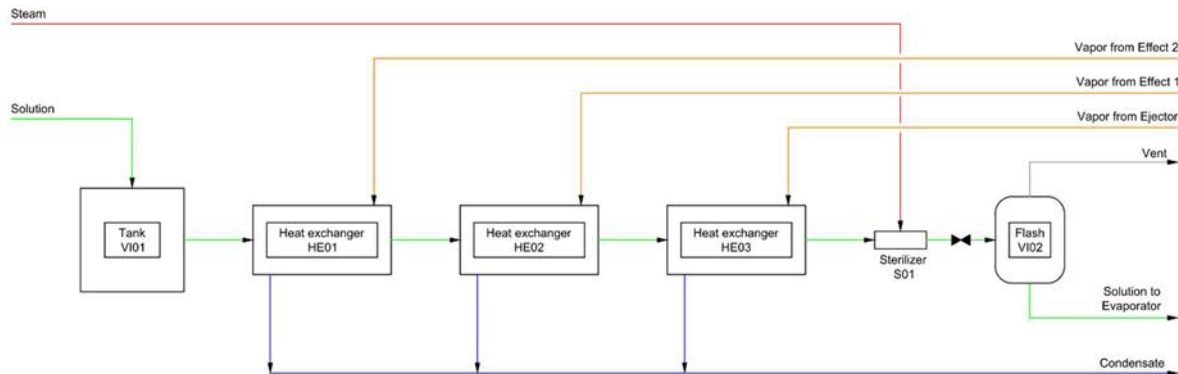 Steam
Vapor from Effect 2
Vapor from Effect 1
Solution
Vapor from Ejector
Vent
Tank
VI01
Heat exchanger
HE01
Heat exchanger
HE02
Heat exchanger
HE03
Sterilizer
S01
Flash
VI02
Solution to
Evaporator
Condensate